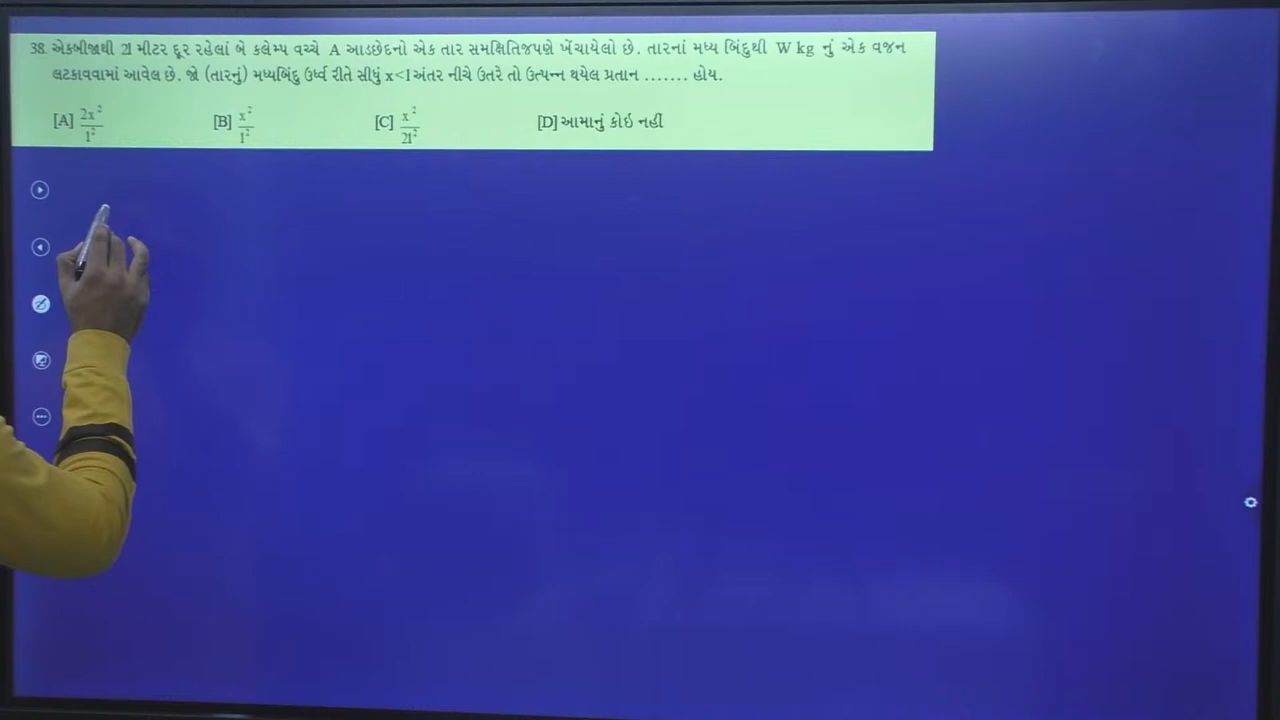 38. એકબીજાથી 2l મીટર દૂર રહેલાં બે કલેમ્પ વચ્ચે A આડછેદનો એક તાર સમક્ષિતિજપણે ખેંચાયેલો છે. તારનાં મધ્ય બિંદુથી W kg નું એક વજન
લટકાવવામાં આવેલ છે. જો (તારનું) મધ્યબિંદુ ઉર્ધ્વ રીતે સીધું x<l અંતર નીચે ઉતરે તો ઉત્પન્ન થયેલ પ્રતાન ....... હોય.
[A] 2x²/l² [B] x²/l² [C] x²/2l² [D] આમાનું કોઇ નહીં